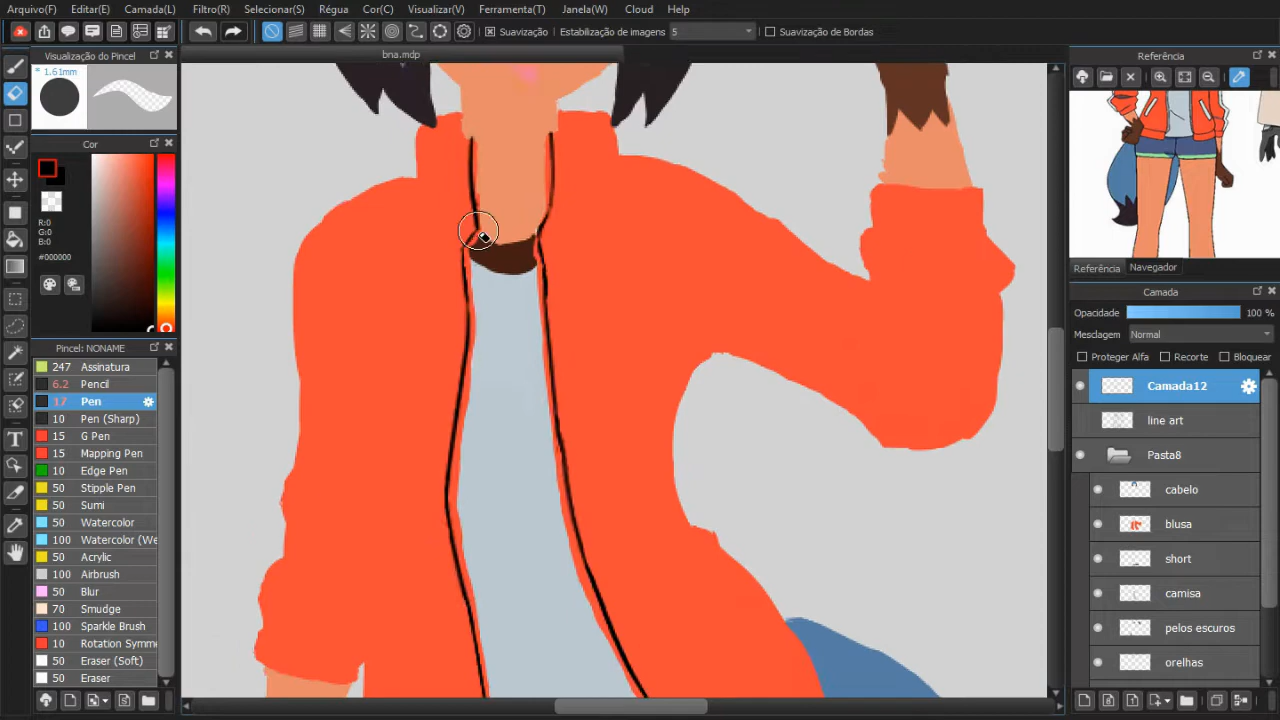 Arquivo(F) Editar(E) Camada(L) Filtro(R) Selecionar(S) Régua Cor(C) Visualizar(V) Ferramenta(T) Janela(W) Cloud Help
Suavização Estabilização de imagens 5 Suavização de Bordas
bna.mdp
Visualização do Pincel
1.61mm
Cor
R:0
G:0
B:0
#000000
Pincel: NONAME
247 Assinatura
6.2 Pencil
17 Pen
10 Pen (Sharp)
15 G Pen
15 Mapping Pen
10 Edge Pen
50 Stipple Pen
50 Sumi
50 Watercolor
100 Watercolor (We
50 Acrylic
100 Airbrush
50 Blur
70 Smudge
100 Sparkle Brush
10 Rotation Symme
50 Eraser (Soft)
50 Eraser
Referência
Referência Navegador
Camada
Opacidade 100 %
Mesclagem Normal
Proteger Alfa Recorte Bloquear
Camada12
line art
Pasta8
cabelo
blusa
short
camisa
pelos escuros
orelhas